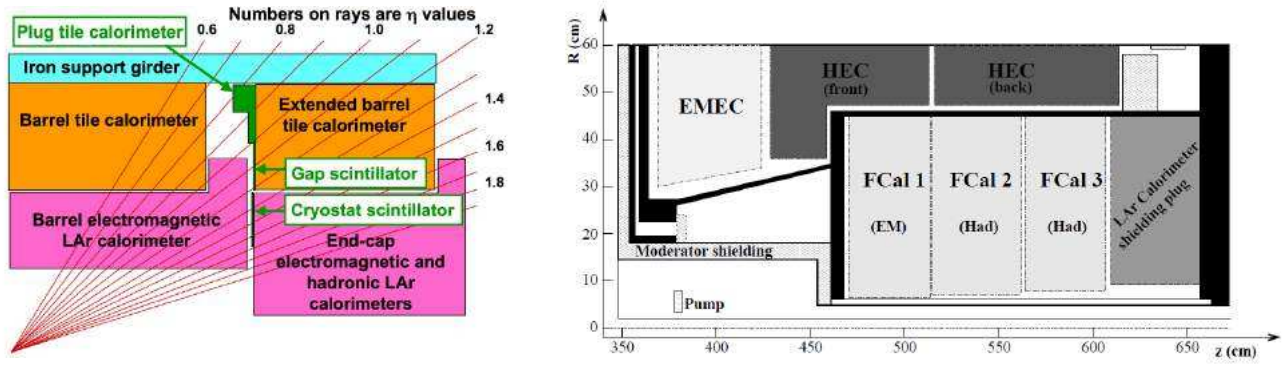 Numbers on rays are η values
Plug tile calorimeter
0.6
0.8
1.0
1.2
Iron support girder
Barrel tile calorimeter
Extended barrel
tile calorimeter
1.4
1.6
Gap scintillator
1.8
Cryostat scintillator
Barrel electromagnetic
LAr calorimeter
End-cap
electromagnetic and
hadronic LAr
calorimeters
R (cm)
60
50
40
30
20
10
0
HEC
(front)
HEC
(back)
EMEC
FCal 1
(EM)
FCal 2
(Had)
FCal 3
(Had)
LAr Calorimeter
shielding plug
Moderator shielding
Pump
350
400
450
500
550
600
650
z (cm)